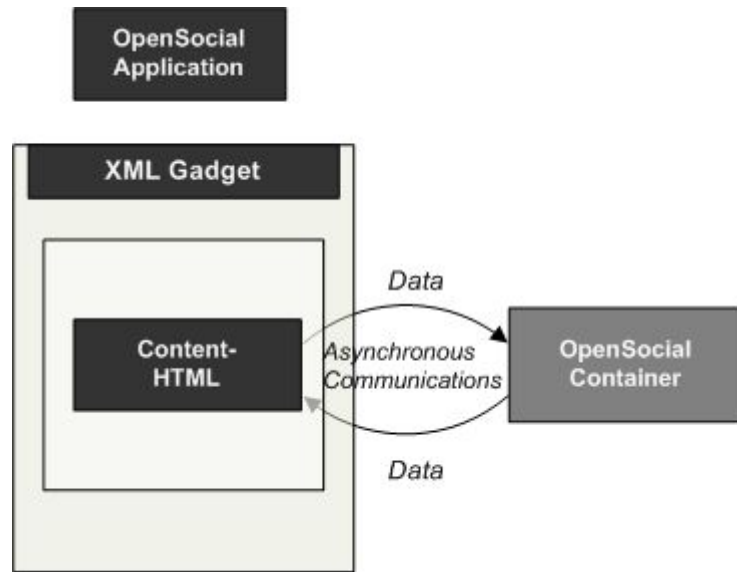 OpenSocial
Application
XML Gadget
Data
Content-
HTML
Asynchronous
Communications
OpenSocial
Container
Data